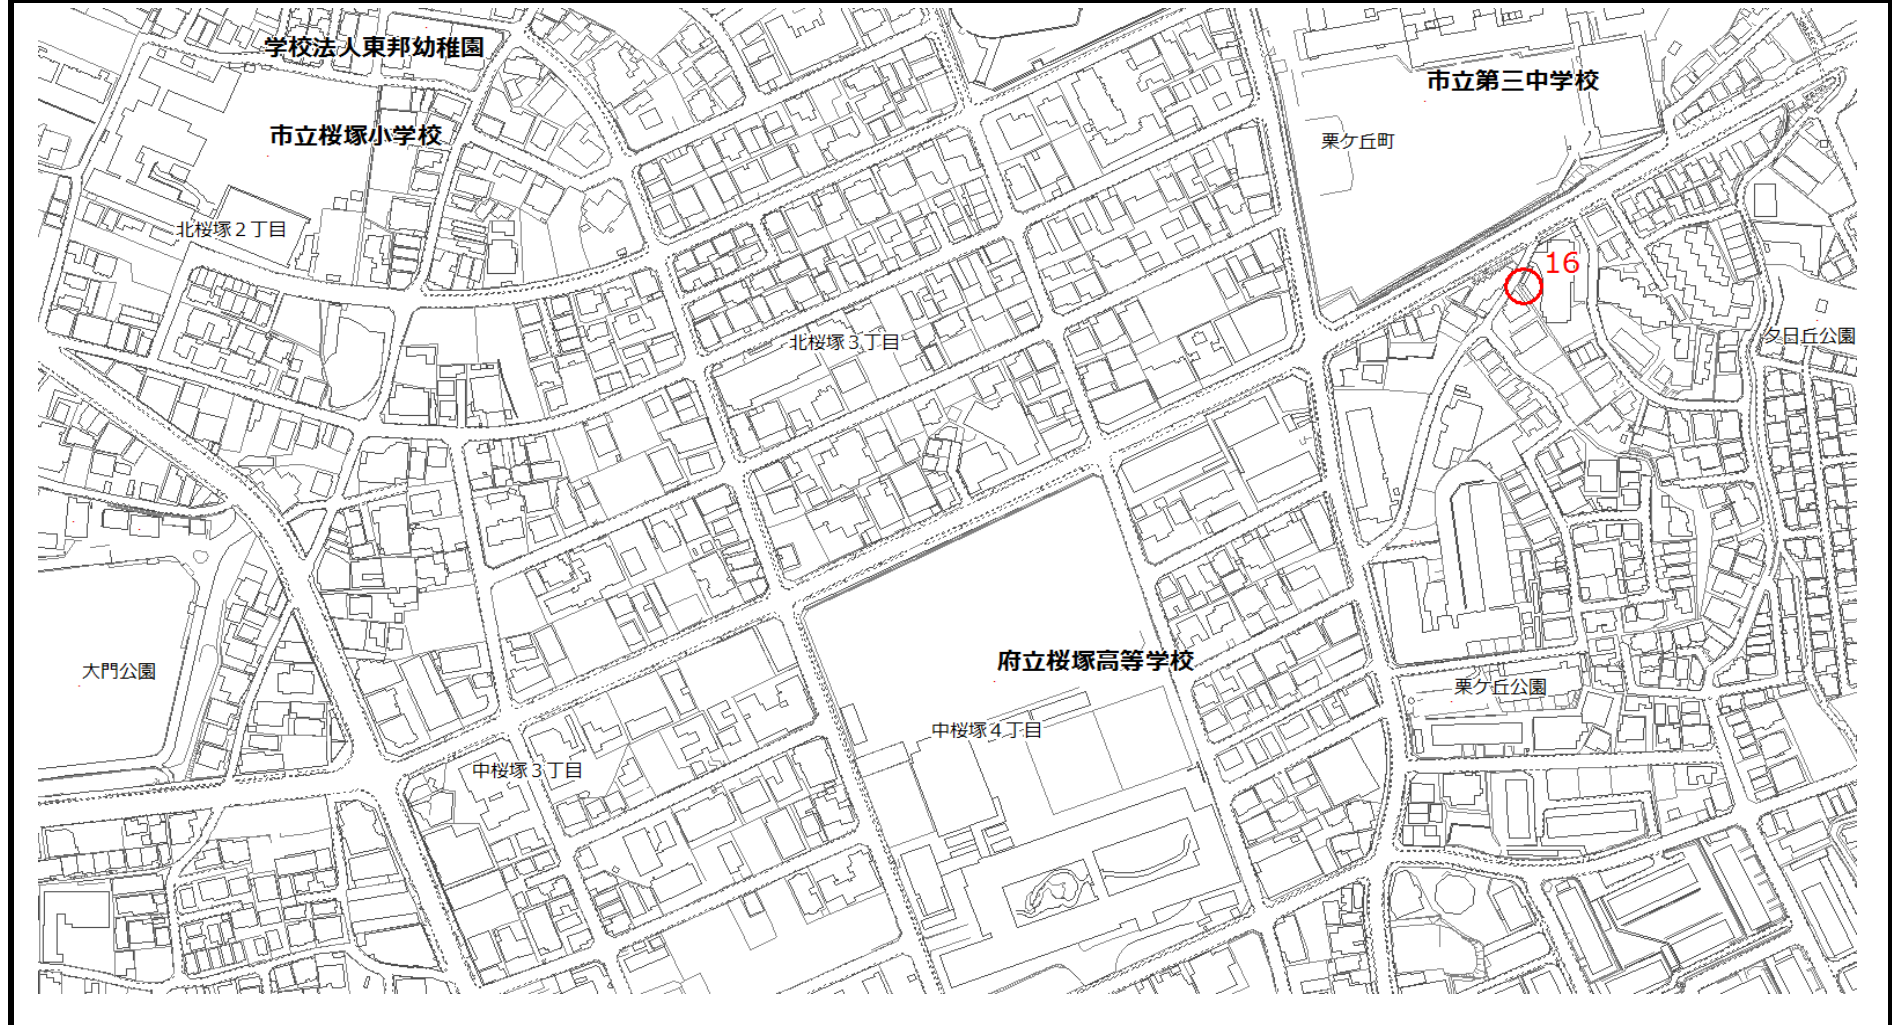 学校法人東邦幼稚園
市立第三中学校
市立桜塚小学校
栗ケ丘町
北桜塚2丁目
16
北桜塚3丁目
夕日丘公園
府立桜塚高等学校
大門公園
栗ケ丘公園
中桜塚4丁目
中桜塚3丁目